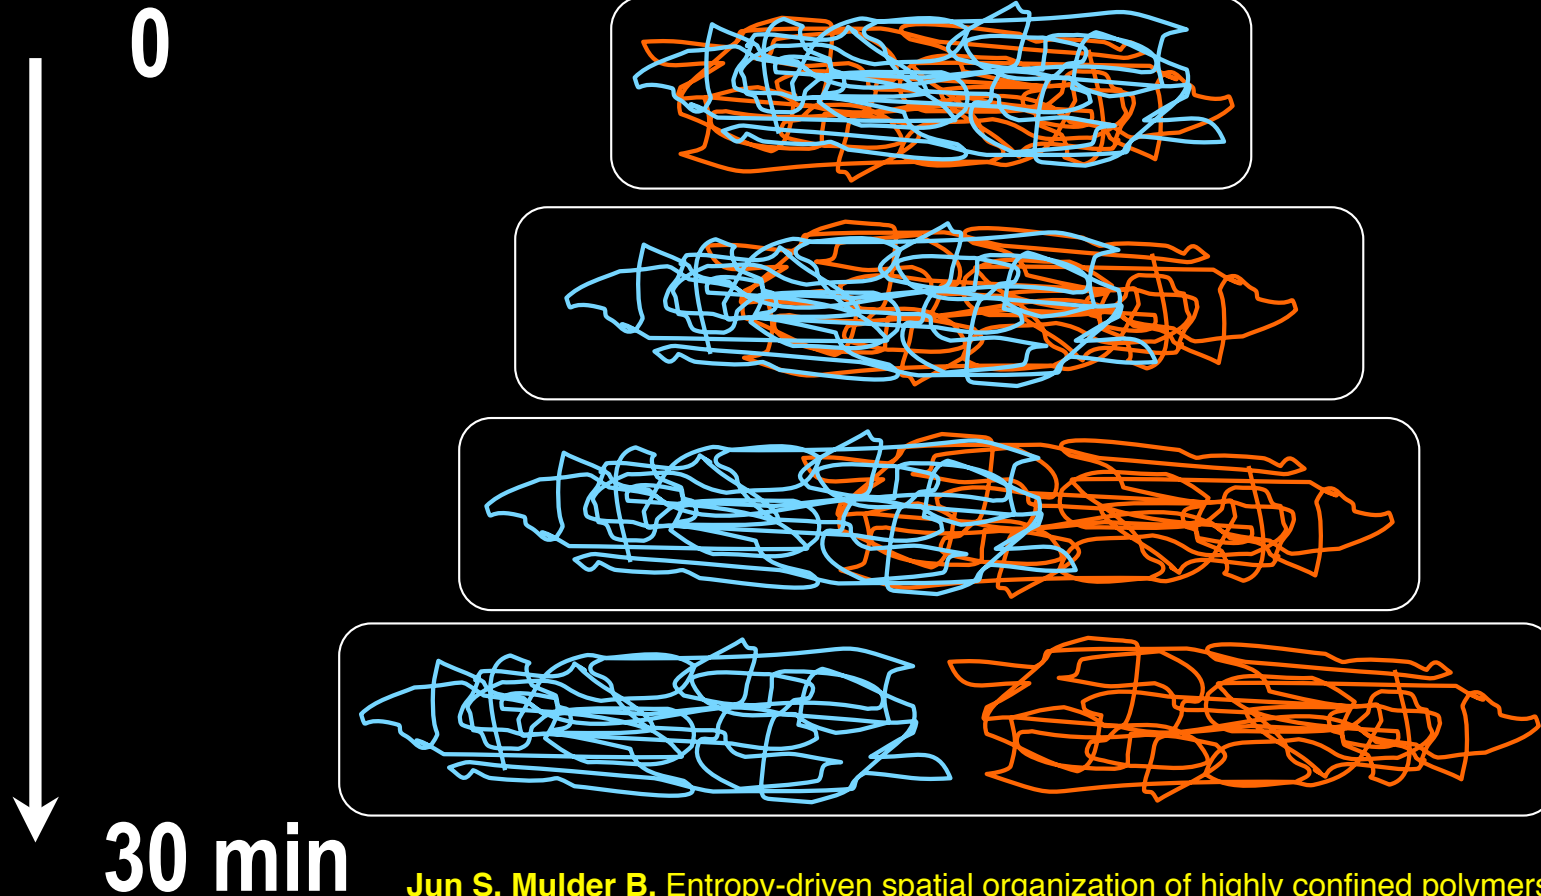 0
30 min
Jun S, Mulder B. Entropy-driven spatial organization of highly confined polymers